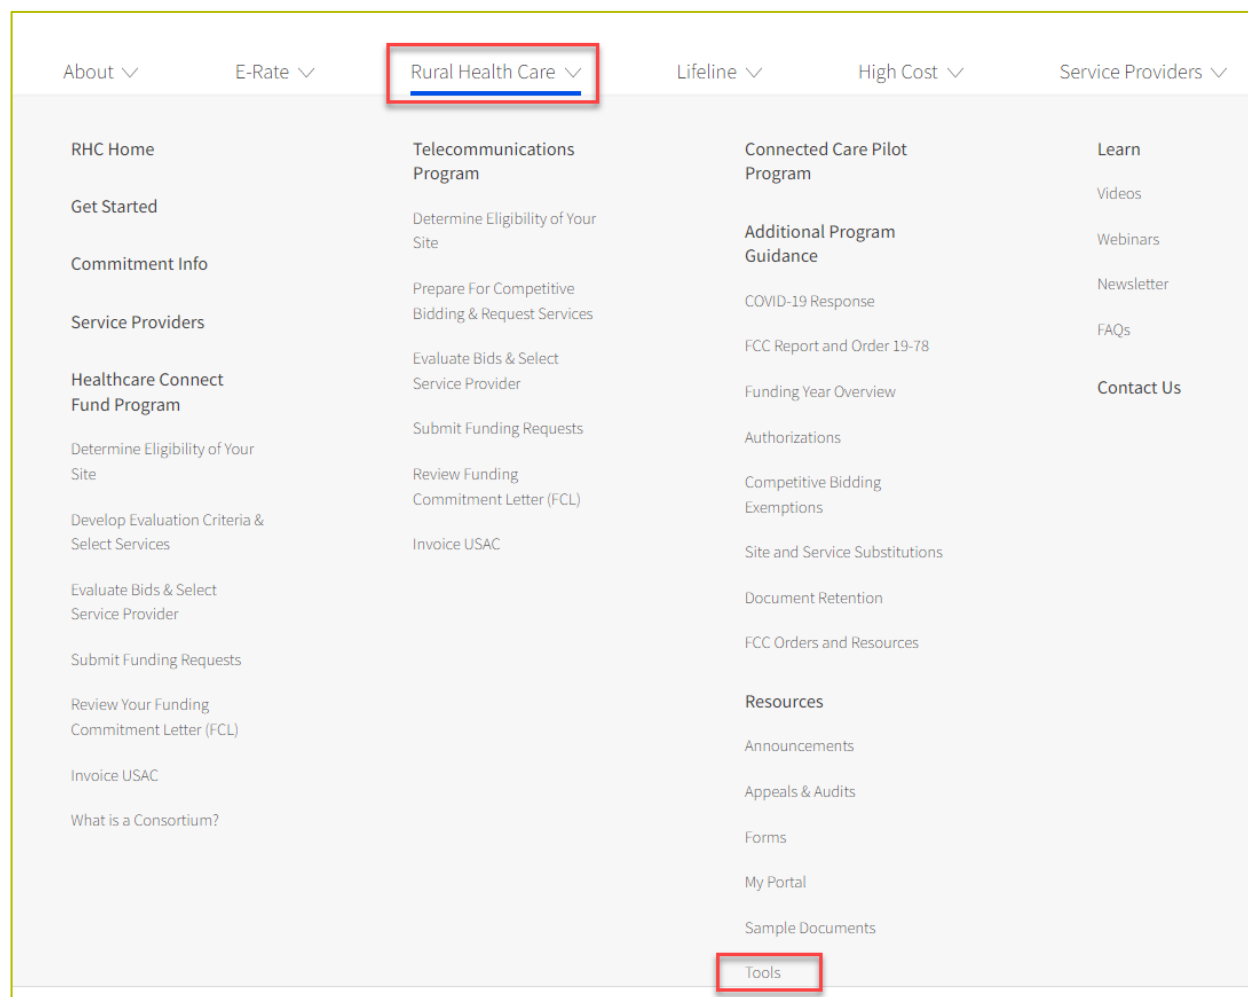 About
E-Rate
Rural Health Care
Lifeline
High Cost
Service Providers
RHC Home
Get Started
Commitment Info
Service Providers
Healthcare Connect
Fund Program
Determine Eligibility of Your
Site
Develop Evaluation Criteria &
Select Services
Evaluate Bids & Select
Service Provider
Submit Funding Requests
Review Your Funding
Commitment Letter (FCL)
Invoice USAC
What is a Consortium?
Telecommunications
Program
Determine Eligibility of Your
Site
Prepare For Competitive
Bidding & Request Services
Evaluate Bids & Select
Service Provider
Submit Funding Requests
Review Funding
Commitment Letter (FCL)
Invoice USAC
Connected Care Pilot
Program
Additional Program
Guidance
COVID-19 Response
FCC Report and Order 19-78
Funding Year Overview
Authorizations
Competitive Bidding
Exemptions
Site and Service Substitutions
Document Retention
FCC Orders and Resources
Resources
Announcements
Appeals & Audits
Forms
My Portal
Sample Documents
Tools
Learn
Videos
Webinars
Newsletter
FAQs
Contact Us